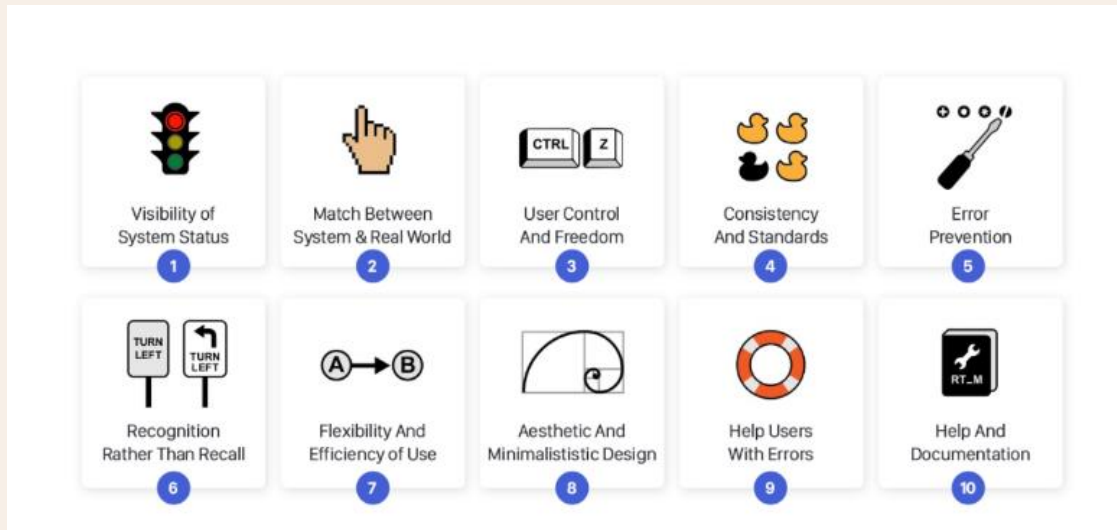 CTRL
Z
Visibility of
System Status
1
Match Between
System & Real World
2
User Control
And Freedom
3
Consistency
And Standards
4
Error
Prevention
5
TURN
LEFT
TURN
LEFT
Recognition
Rather Than Recall
6
A
B
Flexibility And
Efficiency of Use
7
Aesthetic And
Minimalististic Design
8
Help Users
With Errors
9
RT_M
Help And
Documentation
10